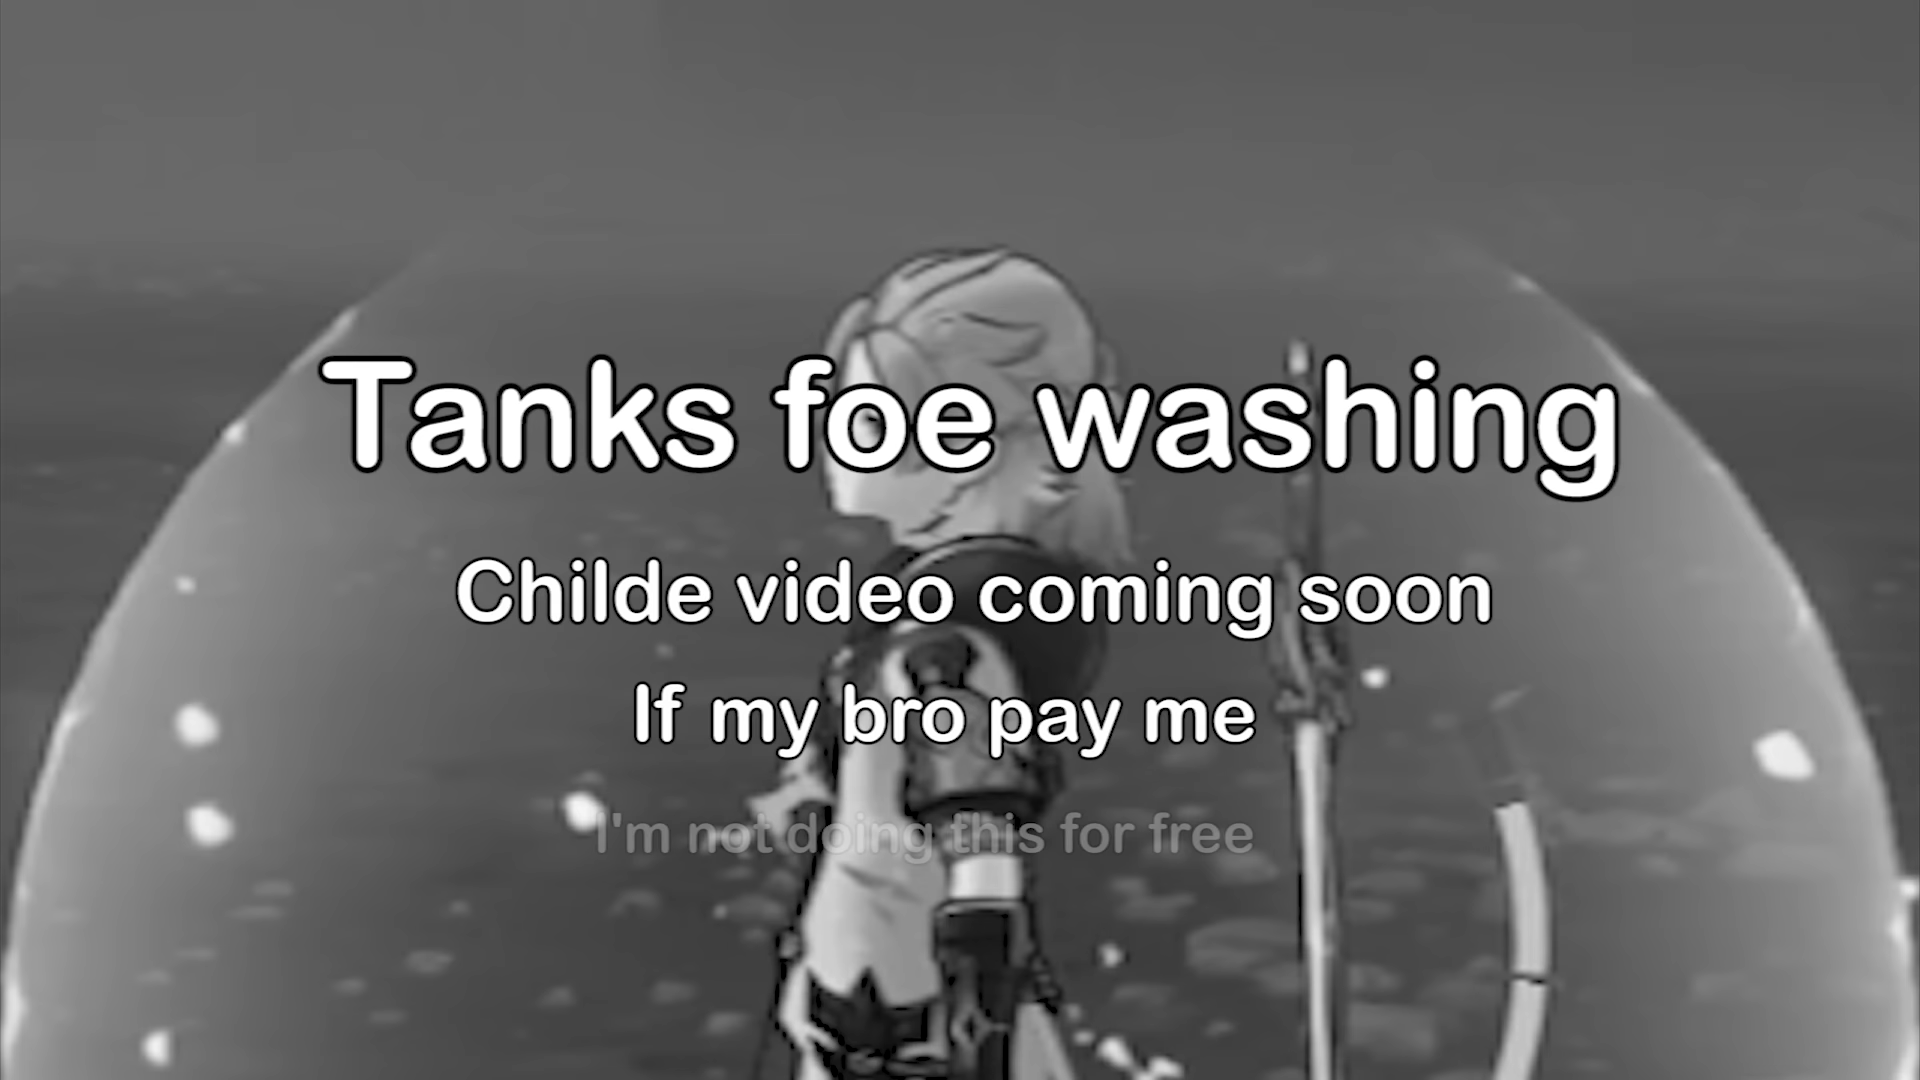 Tanks foe washing
Childe video coming soon
If my bro pay me
I'm not doing this for free